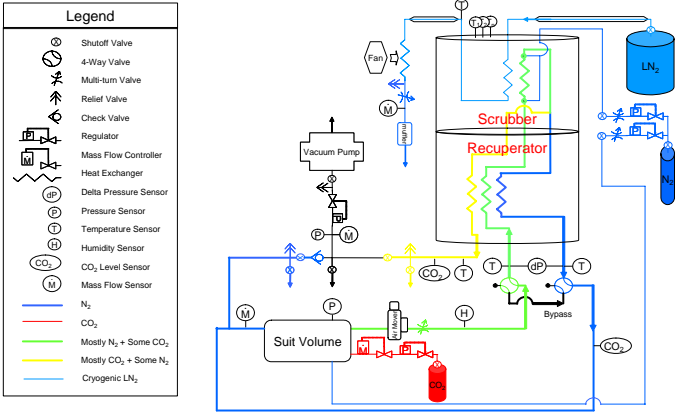 Legend
Shutoff Valve
4-Way Valve
Multi-turn Valve
Relief Valve
Check Valve
P
Regulator
M
Mass Flow Controller
Heat Exchanger
dP
Delta Pressure Sensor
P
Pressure Sensor
T
Temperature Sensor
H
Humidity Sensor
CO2
CO2 Level Sensor
M
Mass Flow Sensor
N2
CO2
Mostly N2 + Some CO2
Mostly CO2 + Some N2
Cryogenic LN2
T
Fan
M
muffler
LN2
Scrubber
Recuperator
P
P
N2
Vacuum Pump
P
M
CO2
T
T
dP
T
Bypass
M
P
Suit Volume
Air Mover
H
CO2
M
P
CO2